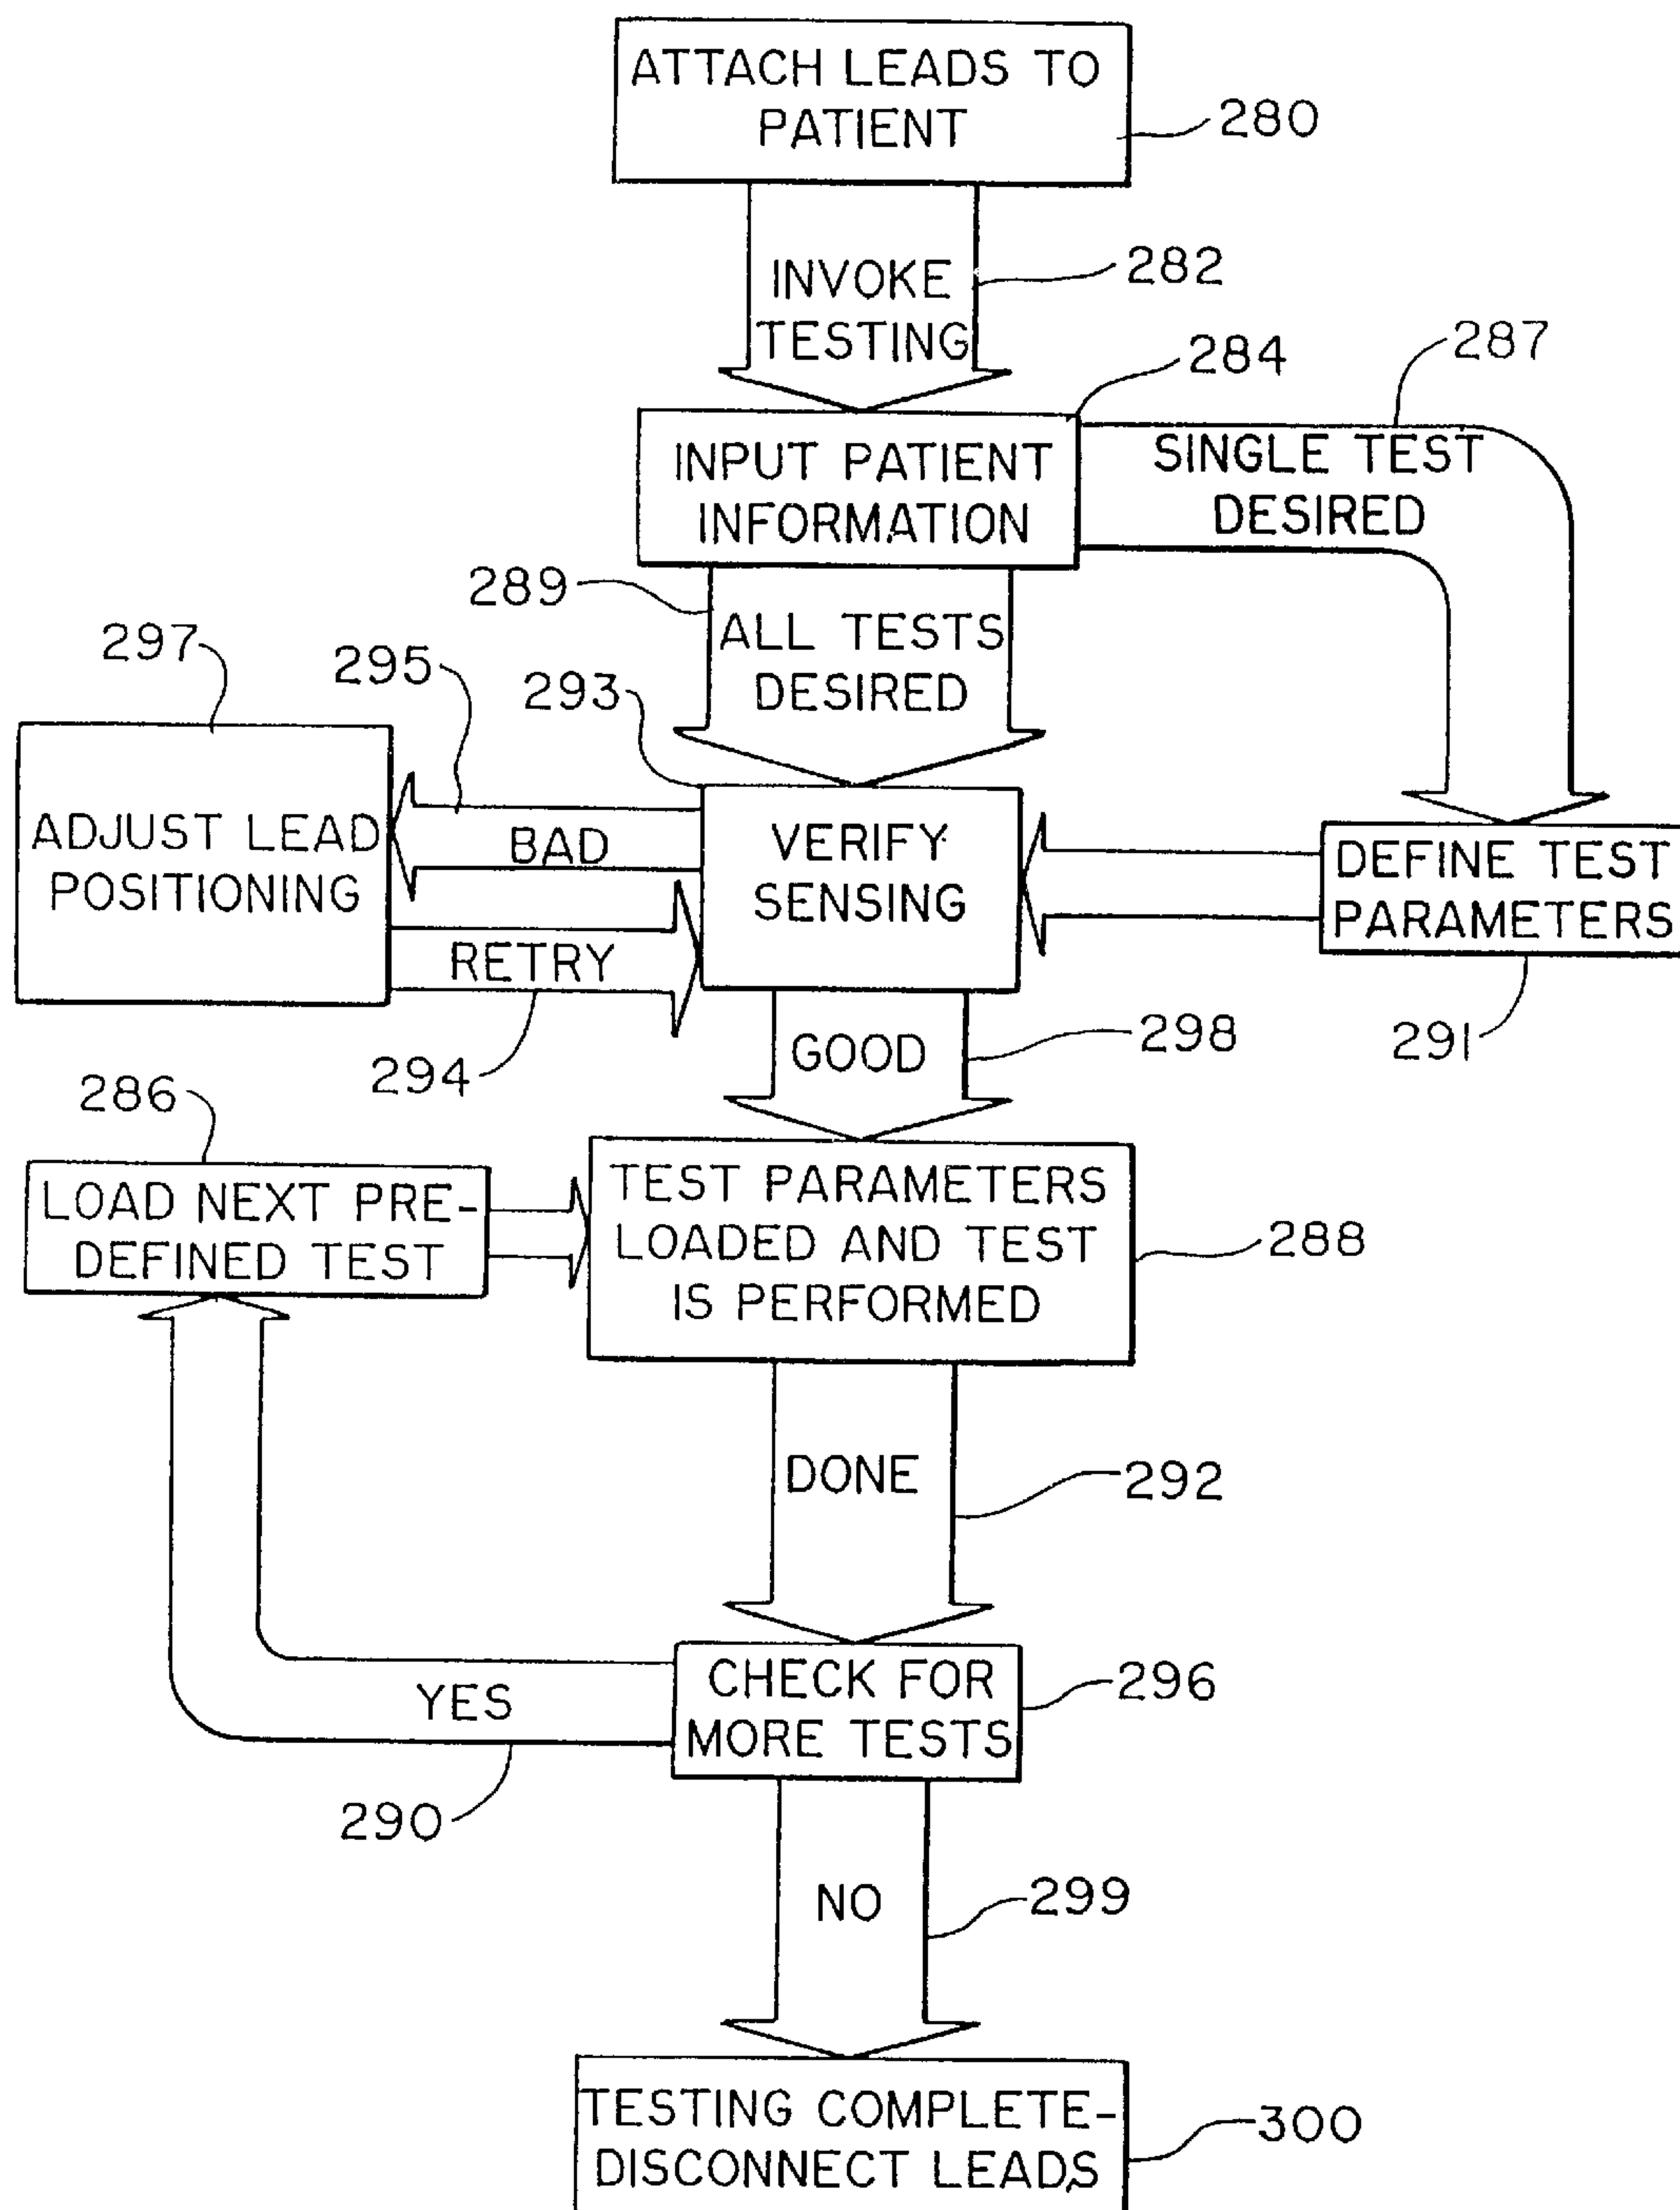 ATTACH LEADS TO
PATIENT
280
INVOKE
TESTING
282
284
287
INPUT PATIENT
INFORMATION
SINGLE TEST
DESIRED
289
ALL TESTS
DESIRED
297
295
293
ADJUST LEAD
POSITIONING
BAD
RETRY
VERIFY
SENSING
DEFINE TEST
PARAMETERS
294
GOOD
298
291
286
LOAD NEXT PRE-
DEFINED TEST
TEST PARAMETERS
LOADED AND TEST
IS PERFORMED
288
DONE
292
YES
CHECK FOR
MORE TESTS
296
290
NO
299
TESTING COMPLETE-
DISCONNECT LEADS
300